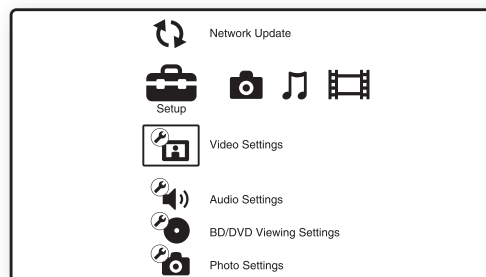 Network Update
Setup
Video Settings
Audio Settings
BD/DVD Viewing Settings
Photo Settings